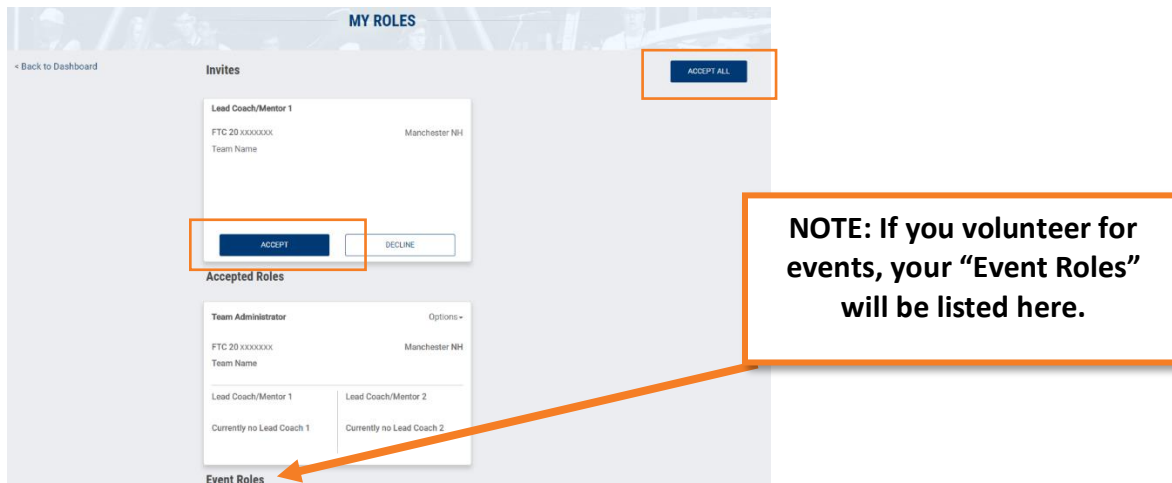 MY ROLES
< Back to Dashboard
Invites
ACCEPT ALL
Lead Coach/Mentor 1
FTC 20 xxxxxxx
Manchester NH
Team Name
ACCEPT
DECLINE
Accepted Roles
Team Administrator
Options
FTC 20 xxxxxxx
Manchester NH
Team Name
Lead Coach/Mentor 1
Lead Coach/Mentor 2
Currently no Lead Coach 1
Currently no Lead Coach 2
Event Roles
NOTE: If you volunteer for
events, your “Event Roles”
will be listed here.